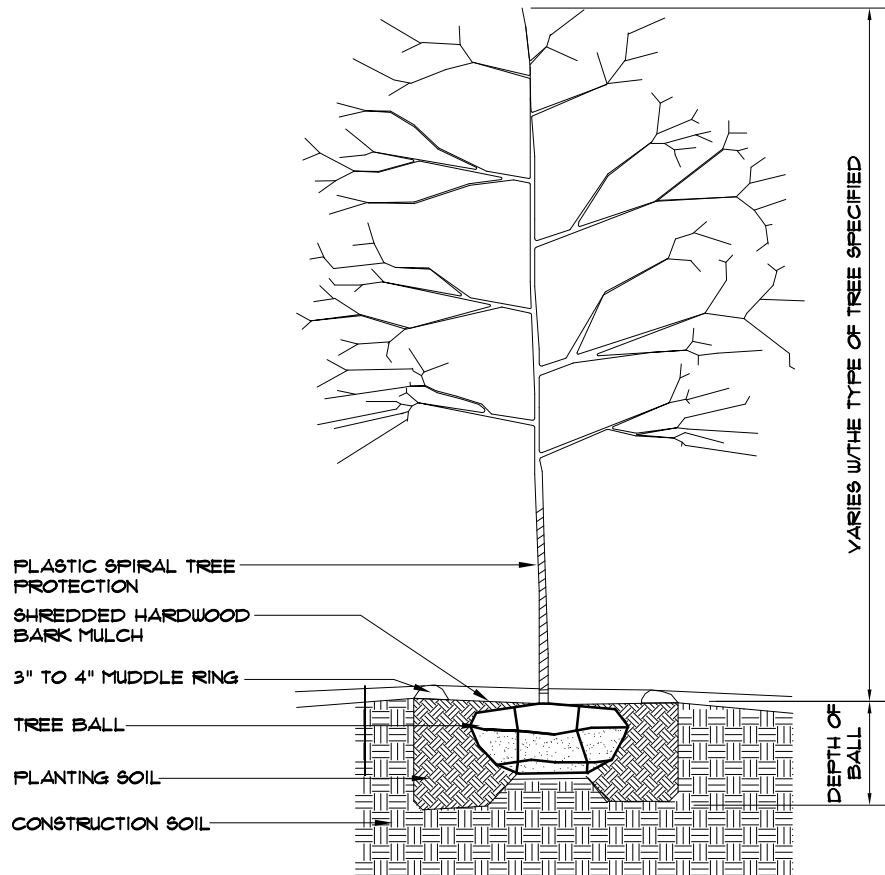 PLASTIC SPIRAL TREE
PROTECTION
SHREDDED HARDWOOD
BARK MULCH
3" TO 4" MUDDLE RING
TREE BALL
PLANTING SOIL
CONSTRUCTION SOIL
VARIES W/THE TYPE OF TREE SPECIFIED
DEPTH OF
BALL